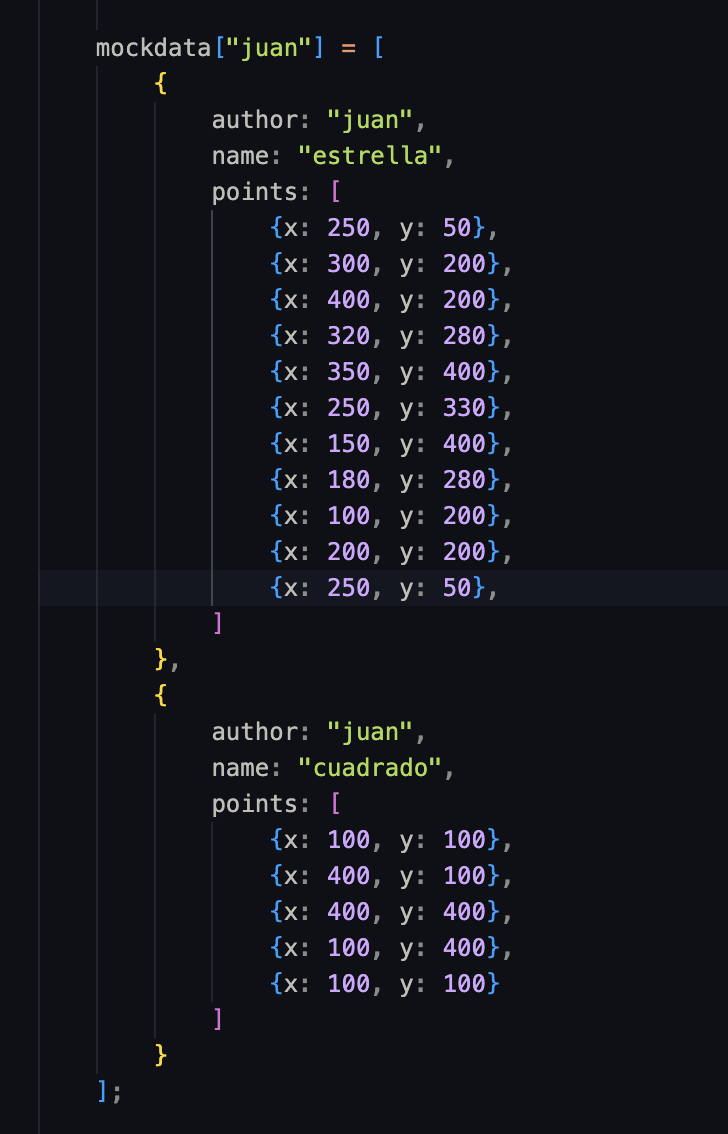 mockdata["juan"] = [
{
author: "juan",
name: "estrella",
points: [
{x: 250, y: 50},
{x: 300, y: 200},
{x: 400, y: 200},
{x: 320, y: 280},
{x: 350, y: 400},
{x: 250, y: 330},
{x: 150, y: 400},
{x: 180, y: 280},
{x: 100, y: 200},
{x: 200, y: 200},
{x: 250, y: 50},
]
},
{
author: "juan",
name: "cuadrado",
points: [
{x: 100, y: 100},
{x: 400, y: 100},
{x: 400, y: 400},
{x: 100, y: 400},
{x: 100, y: 100}
]
}
];